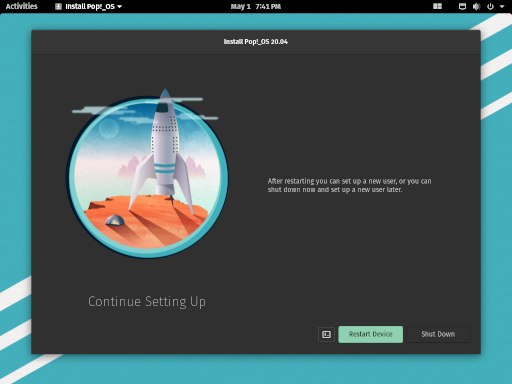 Activities
Install Pop!_OS
May 1 7:41 PM
Install Pop!_OS 20.04
After restarting you can set up a new user, or you can
shut down now and set up a new user later.
Continue Setting Up
Restart Device
Shut Down